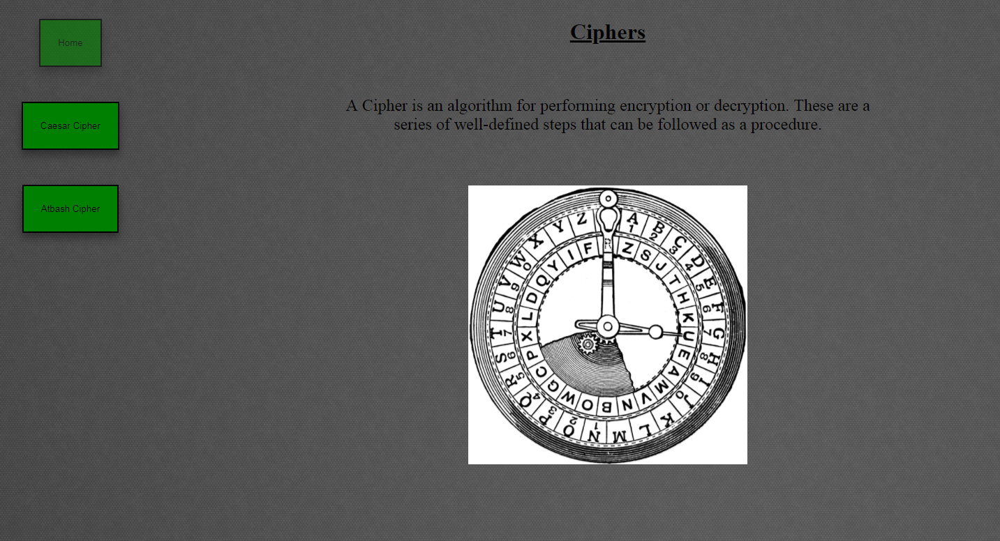 Home
Caesar Cipher
Atbash Cipher
Ciphers
A Cipher is an algorithm for performing encryption or decryption. These are a
series of well-defined steps that can be followed as a procedure.
A B C D E F G H I J K L M N O P Q R S T U V W X Y Z
1 2 3 4 5 6 7 8 9 0 1 2 3 4 5 6 7 8 9 0
R Z S J T H K U E A M V N B O W G C P X L D Q Y I F